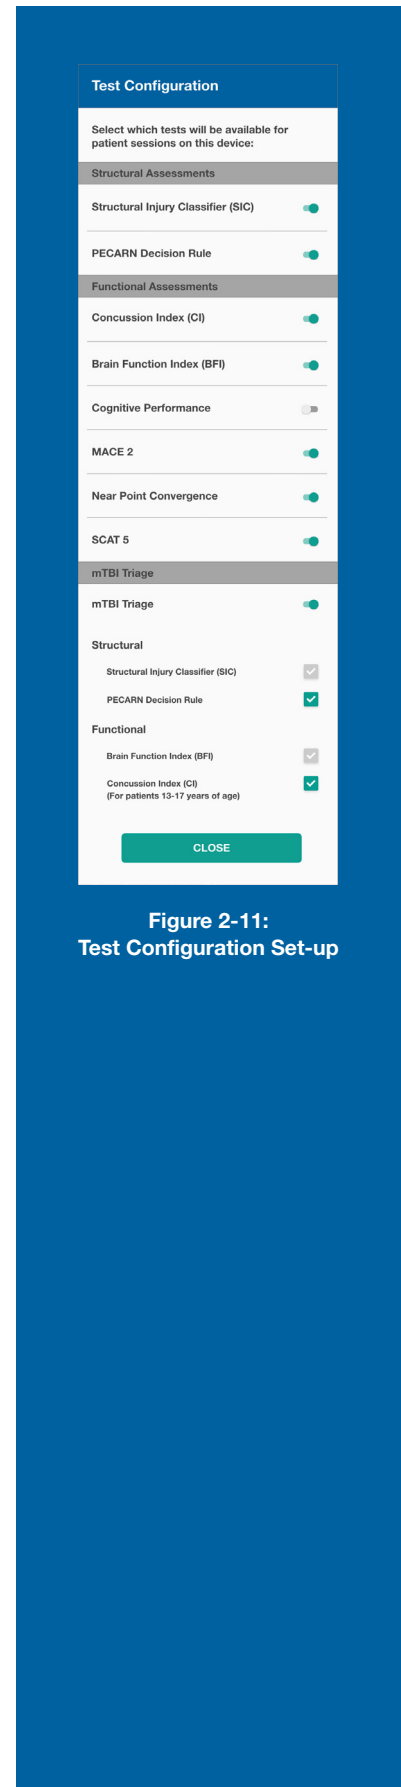 Test Configuration
Select which tests will be available for
patient sessions on this device:
Structural Assessments
Structural Injury Classifier (SIC)
PECARN Decision Rule
Functional Assessments
Concussion Index (CI)
Brain Function Index (BFI)
Cognitive Performance
MACE 2
Near Point Convergence
SCAT 5
mTBI Triage
mTBI Triage
Structural
Structural Injury Classifier (SIC)
PECARN Decision Rule
Functional
Brain Function Index (BFI)
Concussion Index (CI)
(For patients 13-17 years of age)
CLOSE
Figure 2-11:
Test Configuration Set-up